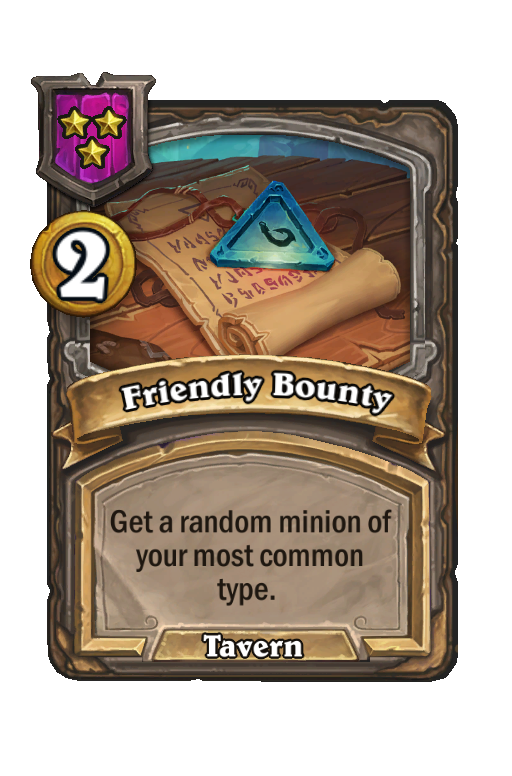 2
Friendly Bounty
Get a random minion of
your most common
type.
Tavern